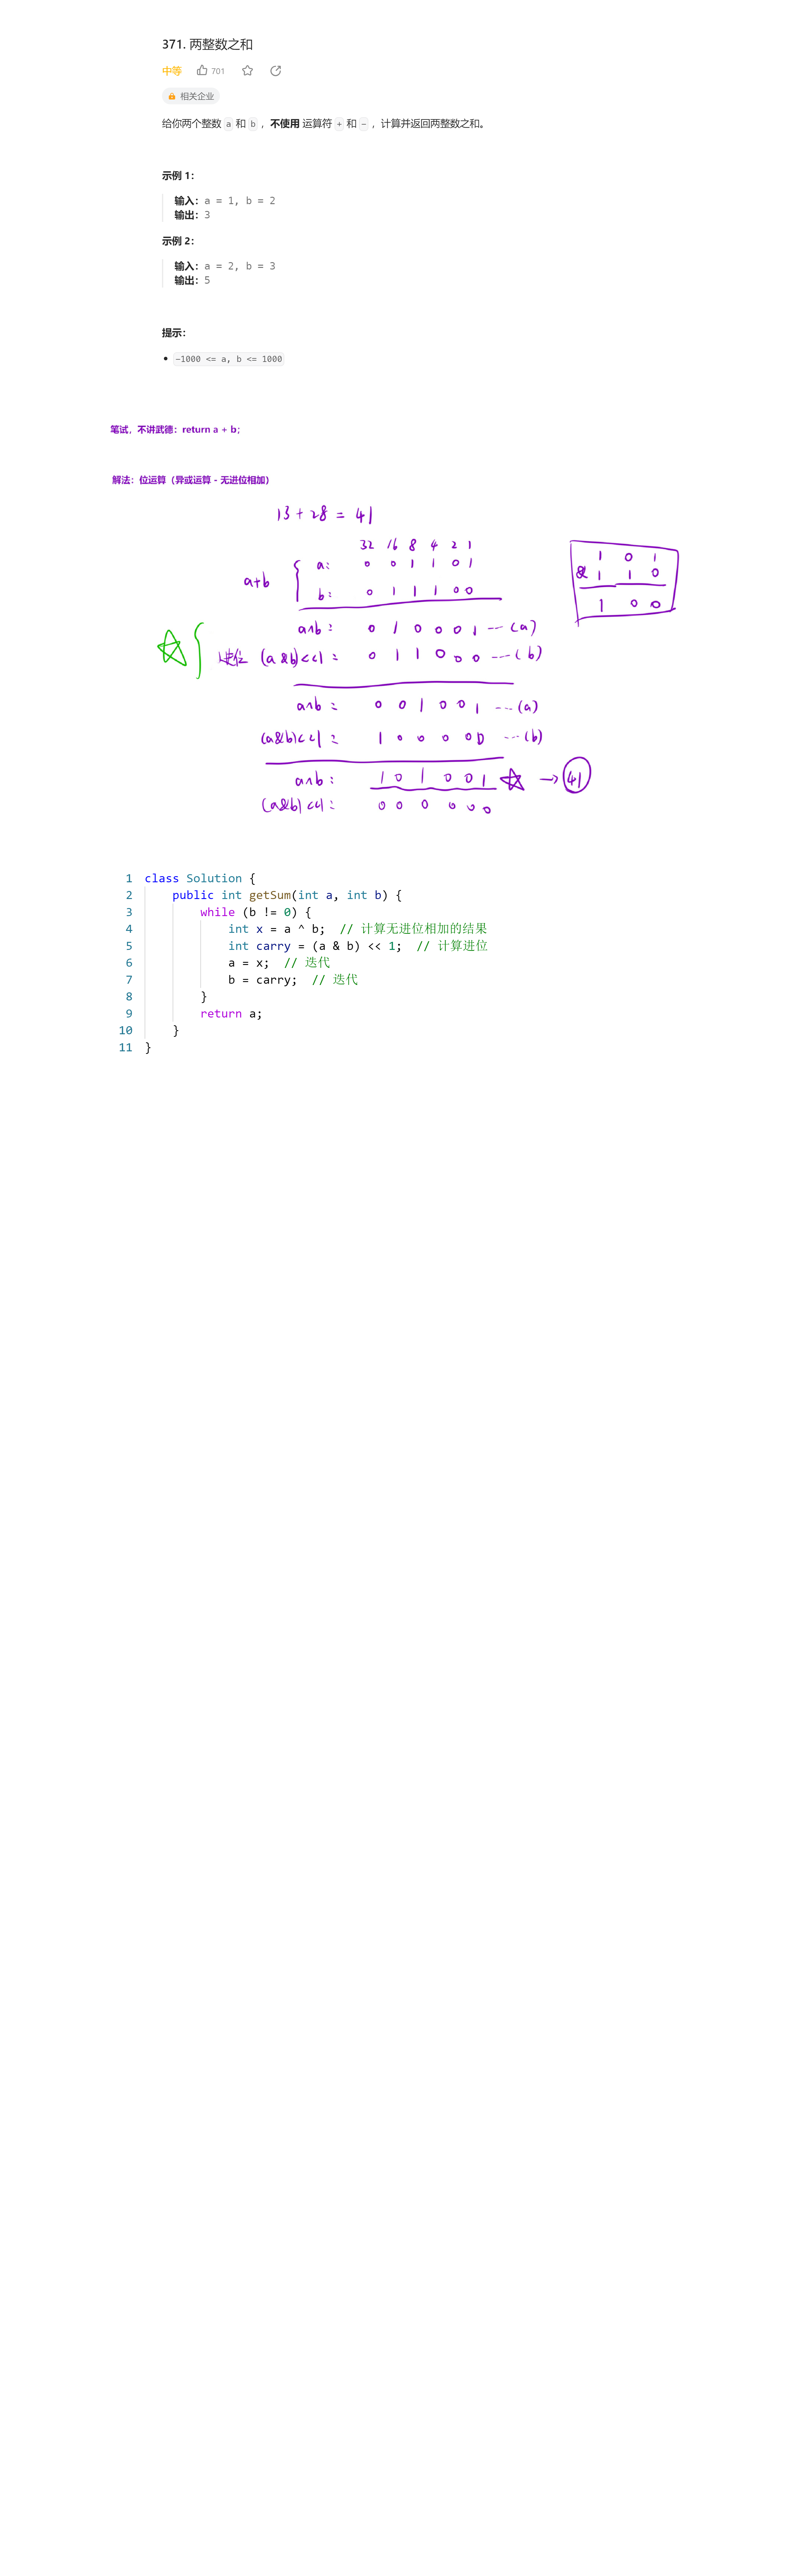 371. 两整数之和
中等 701
相关企业
给你两个整数 a 和 b ，不使用 运算符 + 和 - ，计算并返回两整数之和。
示例 1：
输入：a = 1, b = 2
输出：3
示例 2：
输入：a = 2, b = 3
输出：5
提示：
• -1000 <= a, b <= 1000
笔试，不讲武德：return a + b；
解法：位运算（异或运算 - 无进位相加）
13 + 28 = 41
32 16 8 4 2 1
a+b
a: 0 0 1 1 0 1
b: 0 1 1 1 0 0
a^b: 0 1 0 0 0 1 --- (a)
进位 (a&b)<<1: 0 1 1 0 0 0 --- (b)
a^b: 0 0 1 0 0 1 --- (a)
(a&b)<<1: 1 0 0 0 0 0 --- (b)
a^b: 1 0 1 0 0 1 ☆ → 41
(a&b)<<1: 0 0 0 0 0 0
1 0 1
& 1 1 0
1 0 0
1 class Solution {
2 public int getSum(int a, int b) {
3 while (b != 0) {
4 int x = a ^ b; // 计算无进位相加的结果
5 int carry = (a & b) << 1; // 计算进位
6 a = x; // 迭代
7 b = carry; // 迭代
8 }
9 return a;
10 }
11 }